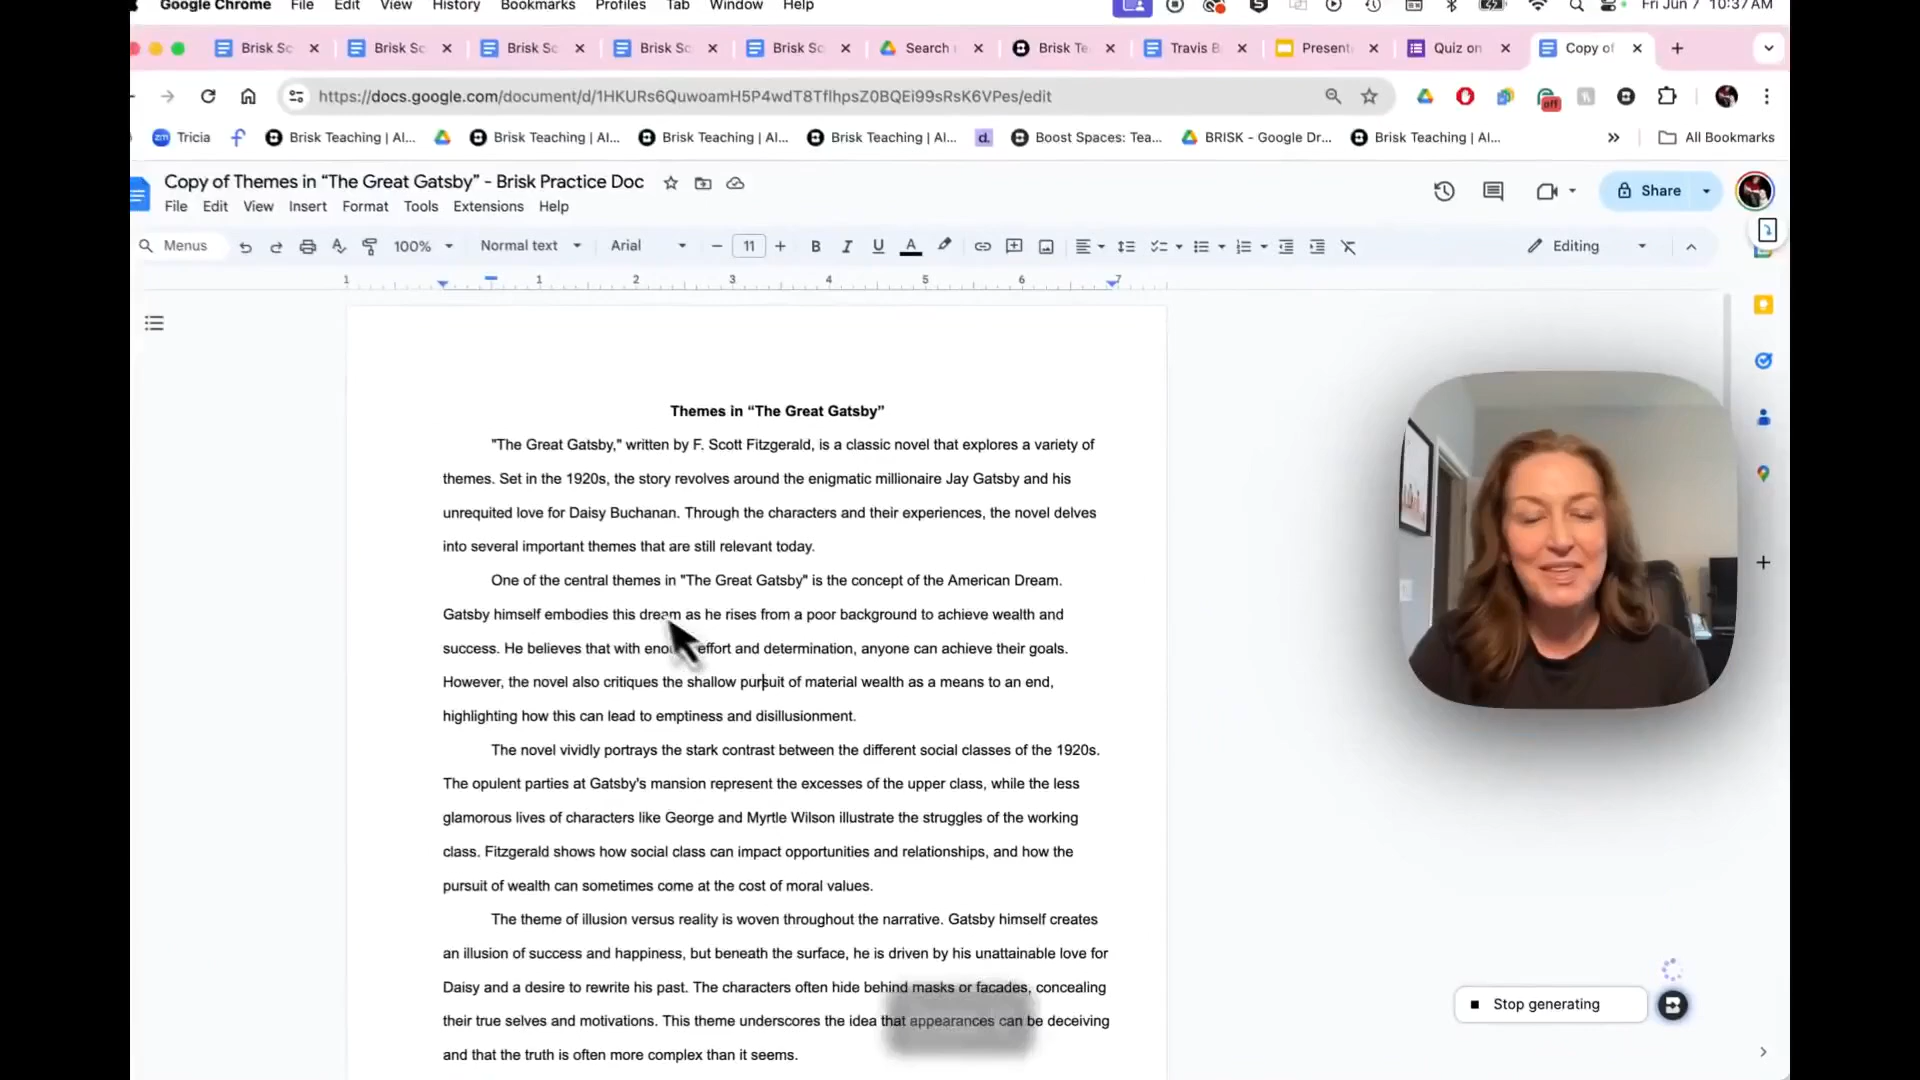 Google Chrome File Edit View History Bookmarks Profiles Tab Window Help Fri Jun 7 10:37 AM
Brisk Sc Brisk Sc Brisk Sc Brisk Sc Brisk Sc Search Brisk Te Travis B Present Quiz on Copy of
https://docs.google.com/document/d/1HKURs6QuwoamH5P4wdT8TflhpsZ0BQEi99sRsK6VPes/edit off
zm Tricia Brisk Teaching | AI... Brisk Teaching | AI... Brisk Teaching | AI... Brisk Teaching | AI... d. Boost Spaces: Tea... BRISK - Google Dr... Brisk Teaching | AI... » All Bookmarks
Copy of Themes in “The Great Gatsby” - Brisk Practice Doc
Share
File Edit View Insert Format Tools Extensions Help
Menus 100% Normal text Arial 11 B I U A Editing
1 1 2 3 4 5 6 7
Themes in “The Great Gatsby”
"The Great Gatsby," written by F. Scott Fitzgerald, is a classic novel that explores a variety of
themes. Set in the 1920s, the story revolves around the enigmatic millionaire Jay Gatsby and his
unrequited love for Daisy Buchanan. Through the characters and their experiences, the novel delves
into several important themes that are still relevant today.
One of the central themes in "The Great Gatsby" is the concept of the American Dream.
Gatsby himself embodies this dream as he rises from a poor background to achieve wealth and
success. He believes that with effort and determination, anyone can achieve their goals.
However, the novel also critiques the shallow pursuit of material wealth as a means to an end,
highlighting how this can lead to emptiness and disillusionment.
The novel vividly portrays the stark contrast between the different social classes of the 1920s.
The opulent parties at Gatsby's mansion represent the excesses of the upper class, while the less
glamorous lives of characters like George and Myrtle Wilson illustrate the struggles of the working
class. Fitzgerald shows how social class can impact opportunities and relationships, and how the
pursuit of wealth can sometimes come at the cost of moral values.
The theme of illusion versus reality is woven throughout the narrative. Gatsby himself creates
an illusion of success and happiness, but beneath the surface, he is driven by his unattainable love for
Daisy and a desire to rewrite his past. The characters often hide behind masks or facades, concealing
their true selves and motivations. This theme underscores the idea that appearances can be deceiving
and that the truth is often more complex than it seems.
Stop generating